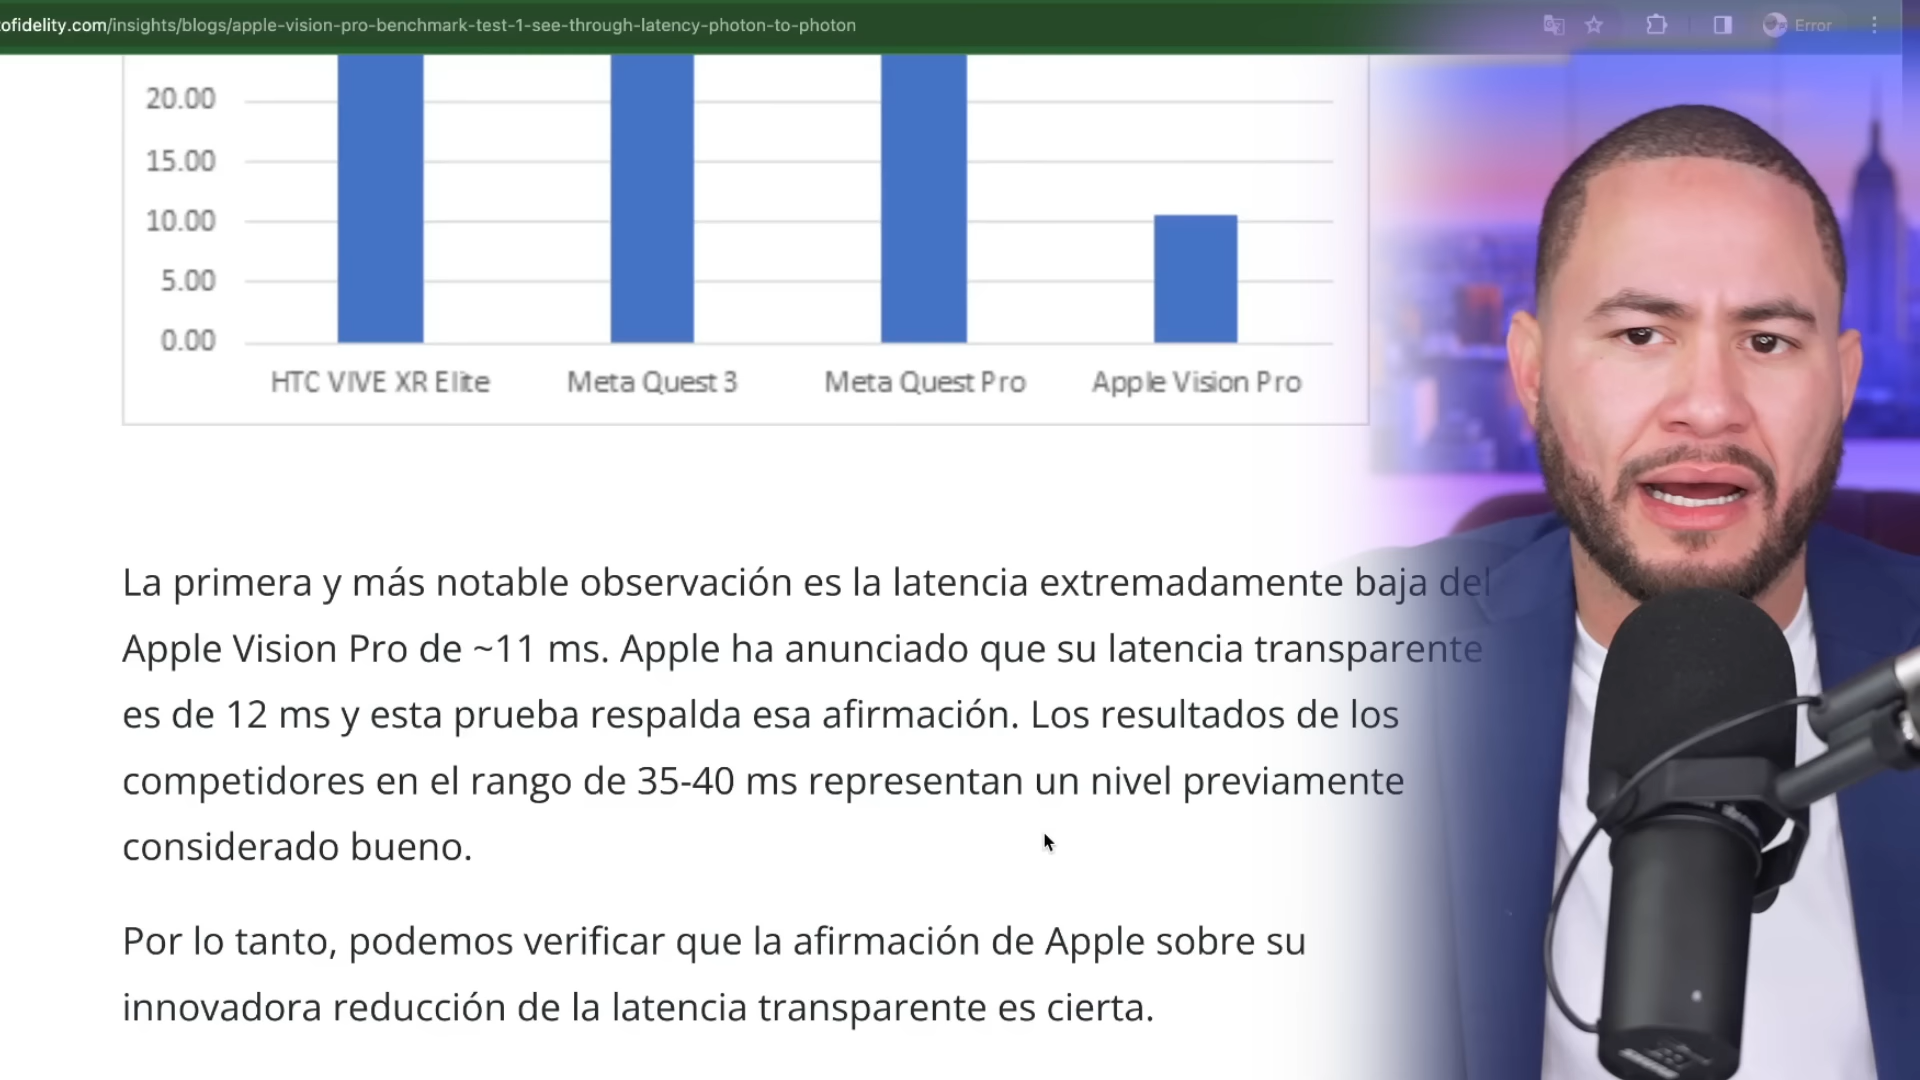 ofidelity.com/insights/blogs/apple-vision-pro-benchmark-test-1-see-through-latency-photon-to-photon
Error
20.00
15.00
10.00
5.00
0.00
HTC VIVE XR Elite Meta Quest 3 Meta Quest Pro Apple Vision Pro
La primera y más notable observación es la latencia extremadamente baja del
Apple Vision Pro de ~11 ms. Apple ha anunciado que su latencia transparente
es de 12 ms y esta prueba respalda esa afirmación. Los resultados de los
competidores en el rango de 35-40 ms representan un nivel previamente
considerado bueno.
Por lo tanto, podemos verificar que la afirmación de Apple sobre su
innovadora reducción de la latencia transparente es cierta.